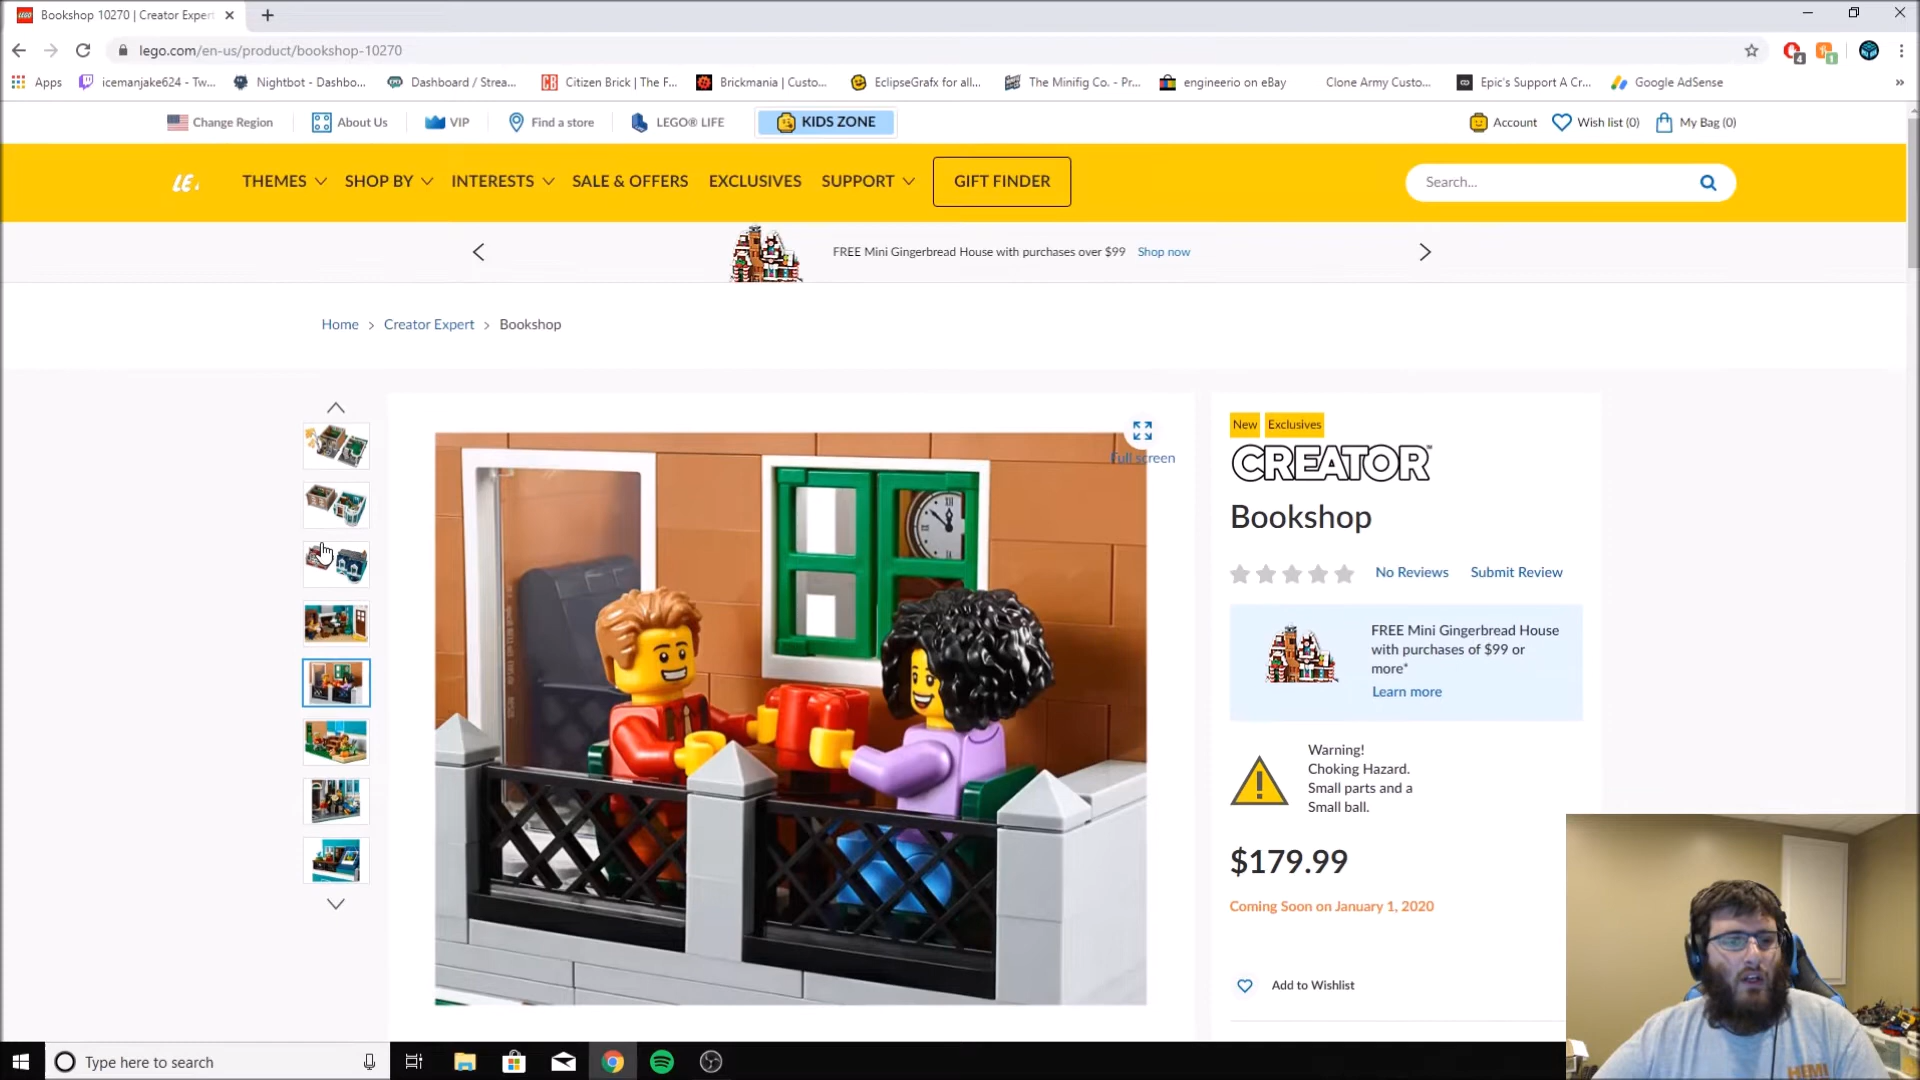 Bookshop 10270 | Creator Expert
lego.com/en-us/product/bookshop-10270
Apps
icemanjake624 - Tw...
Nightbot - Dashbo...
Dashboard / Strea...
Citizen Brick | The F...
Brickmania | Custo...
EclipseGrafx for all...
The Minifig Co. - Pr...
engineerio on eBay
Clone Army Custo...
Epic's Support A Cr...
Google AdSense
»
Change Region
About Us
VIP
Find a store
LEGO® LIFE
KIDS ZONE
Account
Wish list (0)
My Bag (0)
LE
THEMES
SHOP BY
INTERESTS
SALE & OFFERS
EXCLUSIVES
SUPPORT
GIFT FINDER
Search...
FREE Mini Gingerbread House with purchases over $99 Shop now
Home > Creator Expert > Bookshop
Full screen
XII
New
Exclusives
CREATOR™
Bookshop
No Reviews
Submit Review
FREE Mini Gingerbread House
with purchases of $99 or
more*
Learn more
Warning!
Choking Hazard.
Small parts and a
Small ball.
$179.99
Coming Soon on January 1, 2020
Add to Wishlist
Type here to search
HEMI